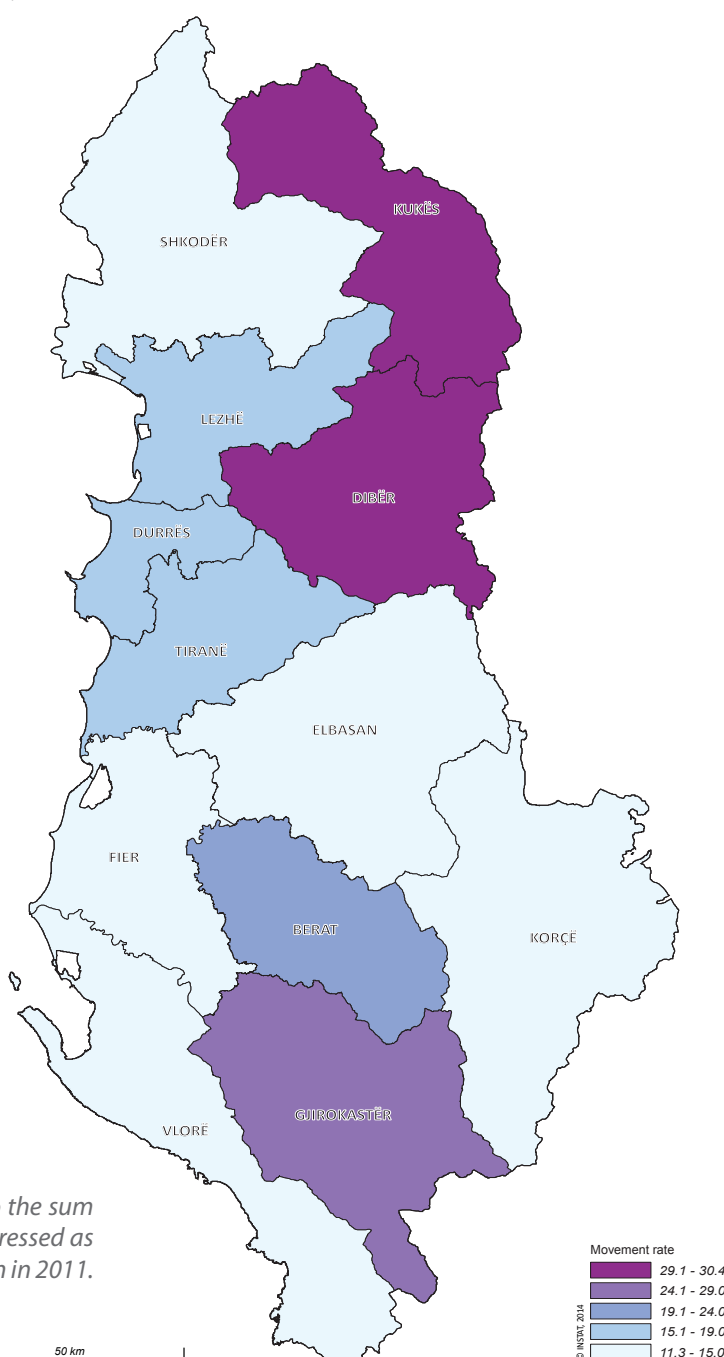 KUKËS
SHKODËR
LEZHË
DIBËR
DURRËS
TIRANË
ELBASAN
FIER
BERAT
KORÇË
GJIROKASTËR
VLORË
the sum
ressed as
in 2011.
50 km
Movement rate
29.1 - 30.4
24.1 - 29.0
19.1 - 24.0
15.1 - 19.0
11.3 - 15.0
© INSTAT, 2014